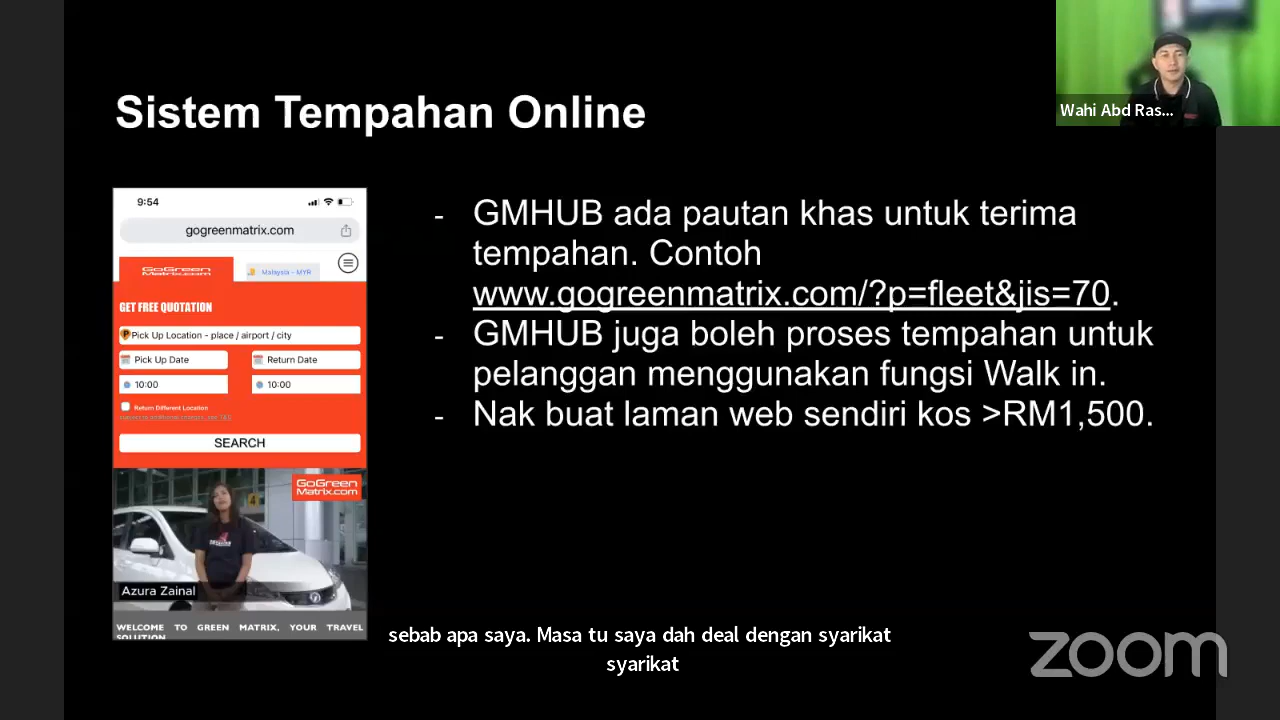 Sistem Tempahan Online
Wahi Abd Ras...
9:54
gogreenmatrix.com
GoGreen
Matrix.com
Malaysia - MYR
GET FREE QUOTATION
Pick Up Location - place / airport / city
Pick Up Date
Return Date
10:00
10:00
Return Different Location
SEARCH
GoGreen
Matrix.com
4
Azura Zainal
WELCOME TO GREEN MATRIX, YOUR TRAVEL
SOLUTION
- GMHUB ada pautan khas untuk terima
tempahan. Contoh
www.gogreenmatrix.com/?p=fleet&jis=70.
- GMHUB juga boleh proses tempahan untuk
pelanggan menggunakan fungsi Walk in.
- Nak buat laman web sendiri kos >RM1,500.
sebab apa saya. Masa tu saya dah deal dengan syarikat
syarikat
zoom